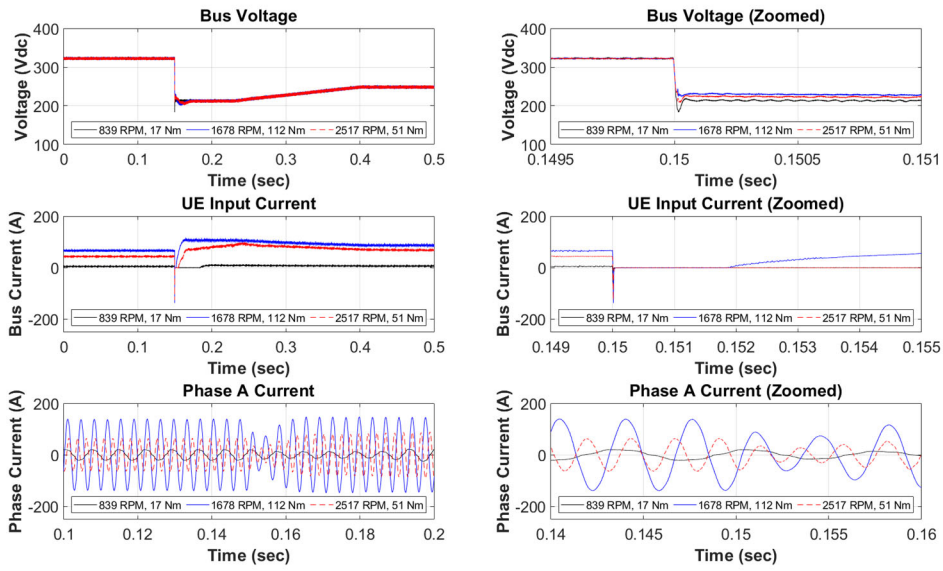 Bus Voltage
400
300
200
100
Voltage (Vdc)
839 RPM, 17 Nm 1678 RPM, 112 Nm 2517 RPM, 51 Nm
0 0.1 0.2 0.3 0.4 0.5
Time (sec)
Bus Voltage (Zoomed)
400
300
200
100
Voltage (Vdc)
839 RPM, 17 Nm 1678 RPM, 112 Nm 2517 RPM, 51 Nm
0.1495 0.15 0.1505 0.151
Time (sec)
UE Input Current
200
0
-200
Bus Current (A)
839 RPM, 17 Nm 1678 RPM, 112 Nm 2517 RPM, 51 Nm
0 0.1 0.2 0.3 0.4 0.5
Time (sec)
UE Input Current (Zoomed)
200
0
-200
Bus Current (A)
839 RPM, 17 Nm 1678 RPM, 112 Nm 2517 RPM, 51 Nm
0.149 0.15 0.151 0.152 0.153 0.154 0.155
Time (sec)
Phase A Current
200
0
-200
Phase Current (A)
839 RPM, 17 Nm 1678 RPM, 112 Nm 2517 RPM, 51 Nm
0.1 0.12 0.14 0.16 0.18 0.2
Time (sec)
Phase A Current (Zoomed)
200
0
-200
Phase Current (A)
839 RPM, 17 Nm 1678 RPM, 112 Nm 2517 RPM, 51 Nm
0.14 0.145 0.15 0.155 0.16
Time (sec)